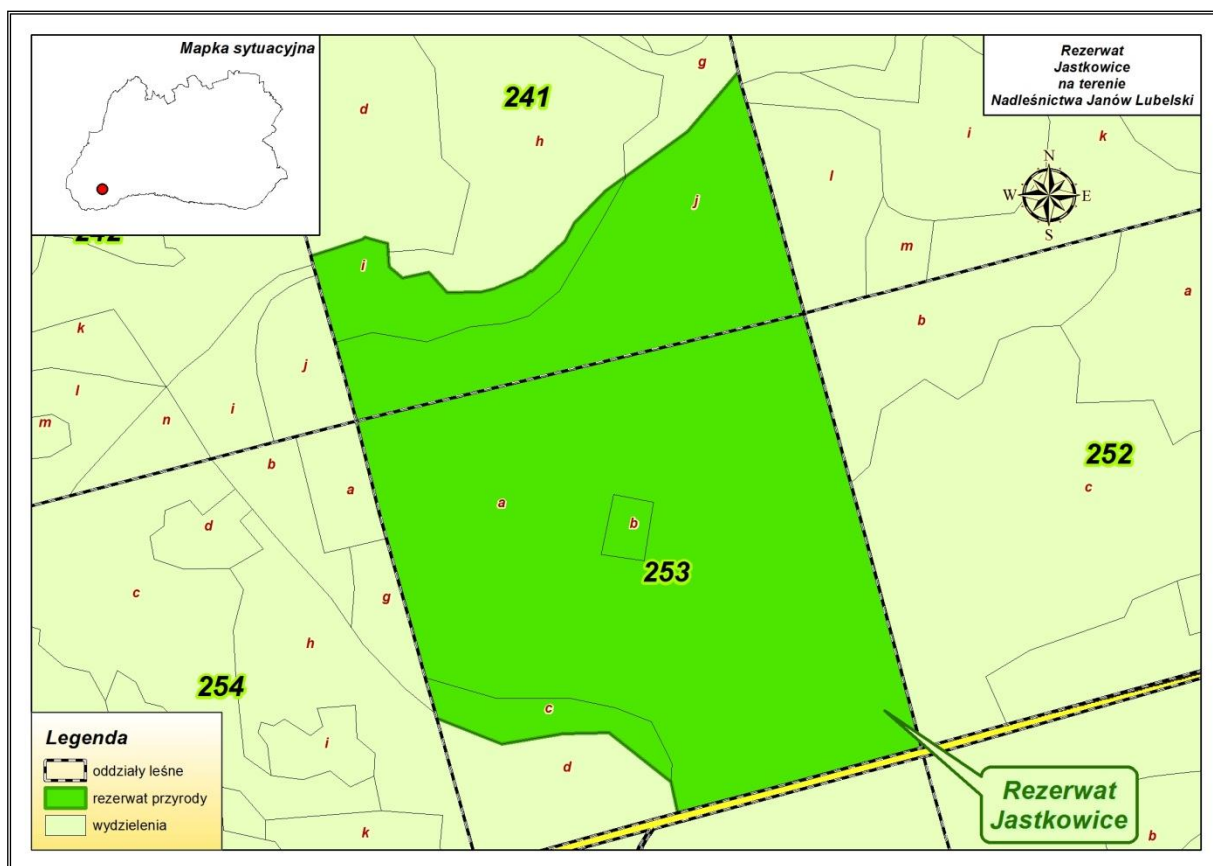 Mapka sytuacyjna
Rezerwat
Jastkowice
na terenie
Nadleśnictwa Janów Lubelski
N
W E
S
241
242
252
253
254
g
d
h
i
k
l
j
m
i
a
b
k
j
l
i
m
n
b
a
a
b
c
d
c
g
h
c
i
d
k
b
Legenda
oddziały leśne
rezerwat przyrody
wydzielenia
Rezerwat
Jastkowice